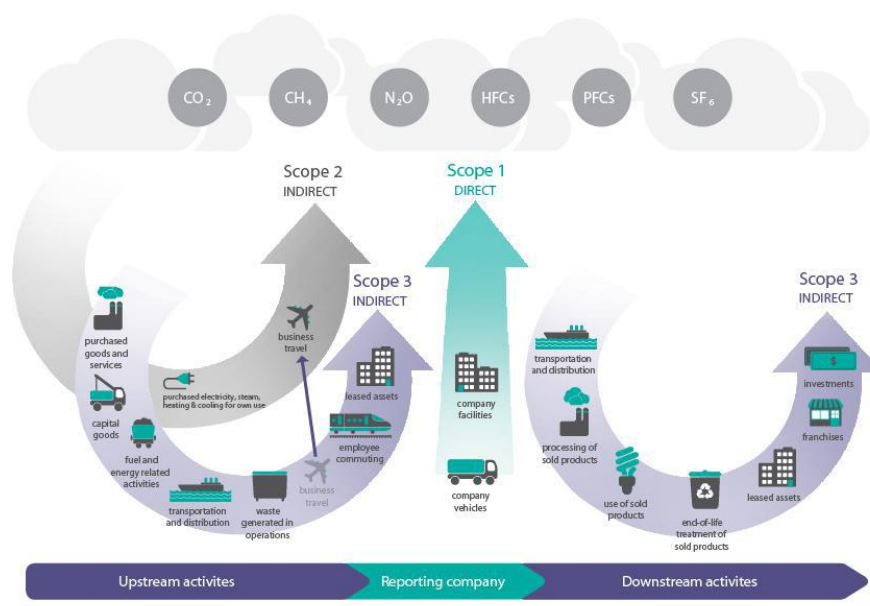 CO₂
CH₄
N₂O
HFCs
PFCs
SF₆
Scope 2
INDIRECT
Scope 1
DIRECT
Scope 3
INDIRECT
Scope 3
INDIRECT
purchased
goods and
services
capital
goods
fuel and
energy related
activities
purchased electricity, steam,
heating & cooling for own use
transportation
and distribution
waste
generated in
operations
business
travel
business
travel
employee
commuting
leased assets
company
facilities
company
vehicles
transportation
and distribution
processing of
sold products
use of sold
products
end-of-life
treatment of
sold products
leased assets
franchises
investments
$
Upstream activites
Reporting company
Downstream activites